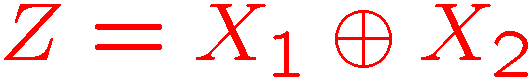 Z = X₁ ⊕ X₂